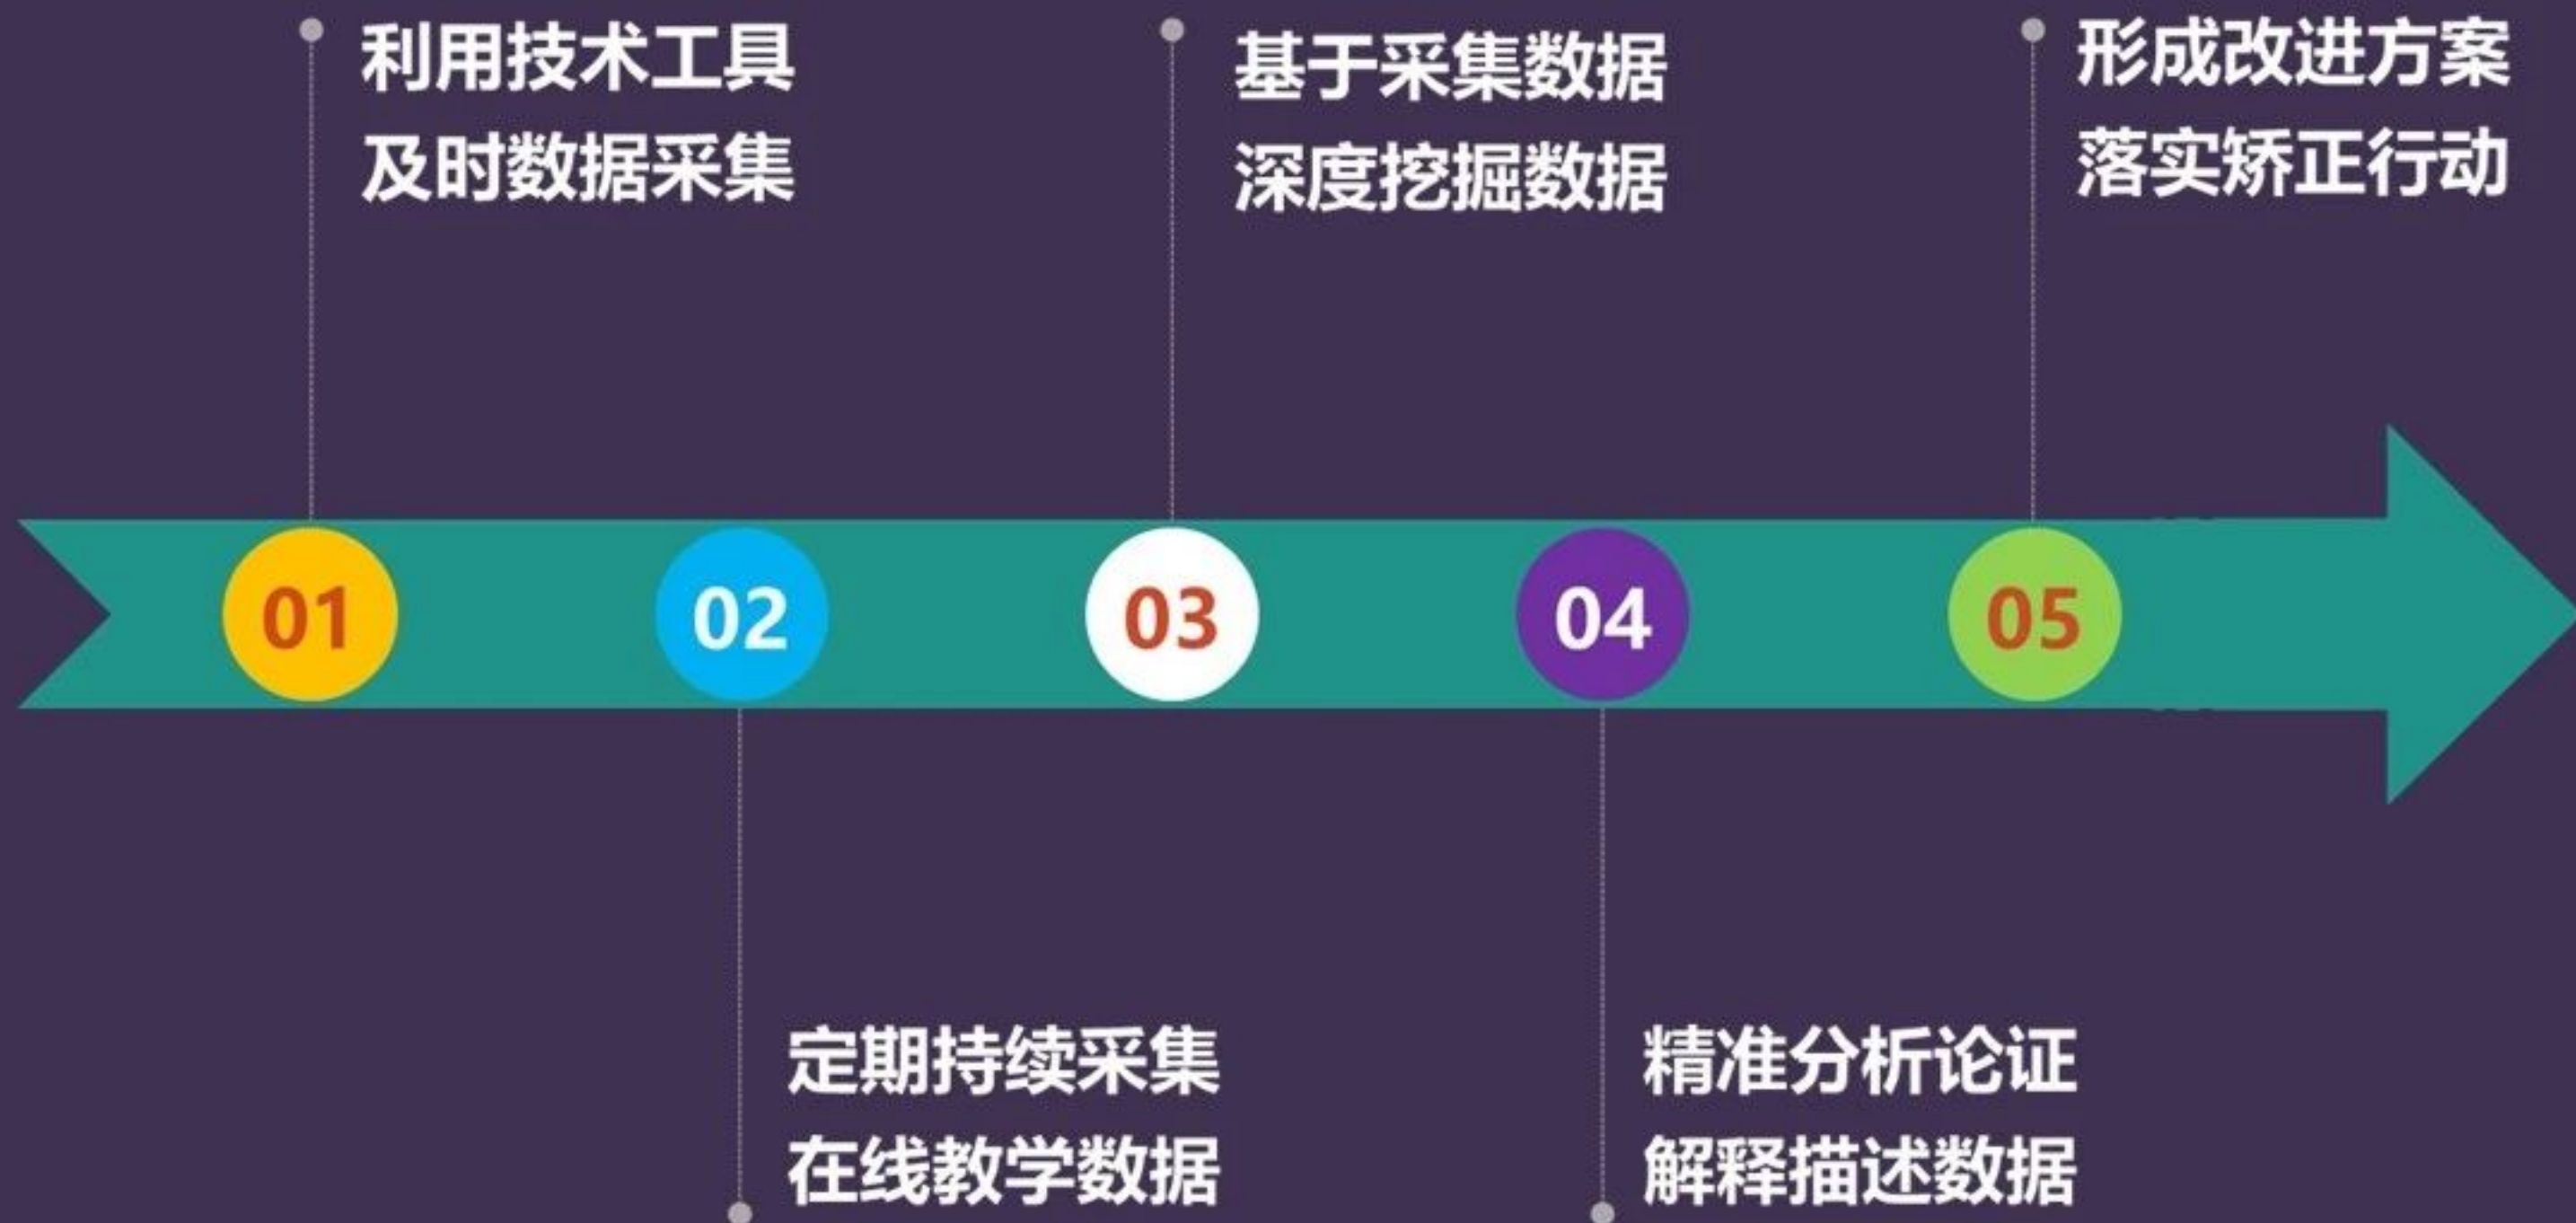 利用技术工具
及时数据采集
基于采集数据
深度挖掘数据
形成改进方案
落实矫正行动
01
02
03
04
05
定期持续采集
在线教学数据
精准分析论证
解释描述数据